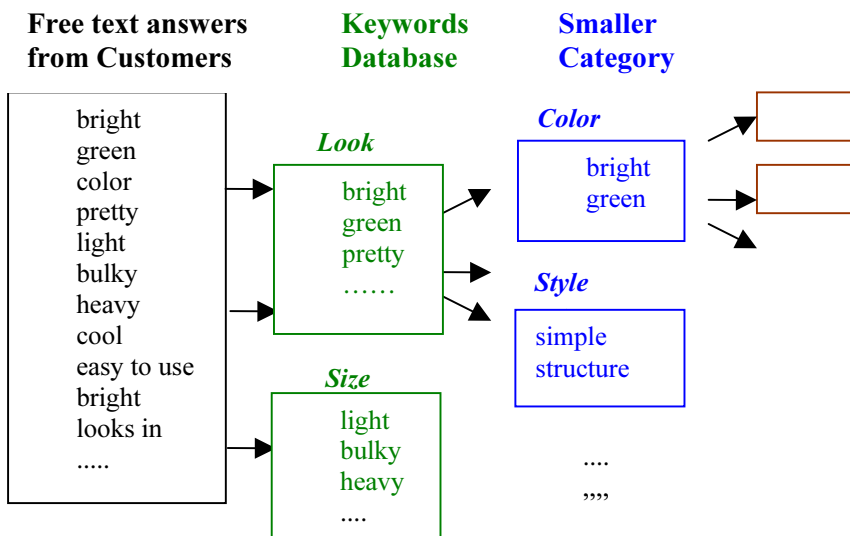 Free text answers
from Customers
bright
green
color
pretty
light
bulky
heavy
cool
easy to use
bright
looks in
.....
Keywords
Database
Look
bright
green
pretty
……
Size
light
bulky
heavy
....
Smaller
Category
Color
bright
green
Style
simple
structure
....
,,,,